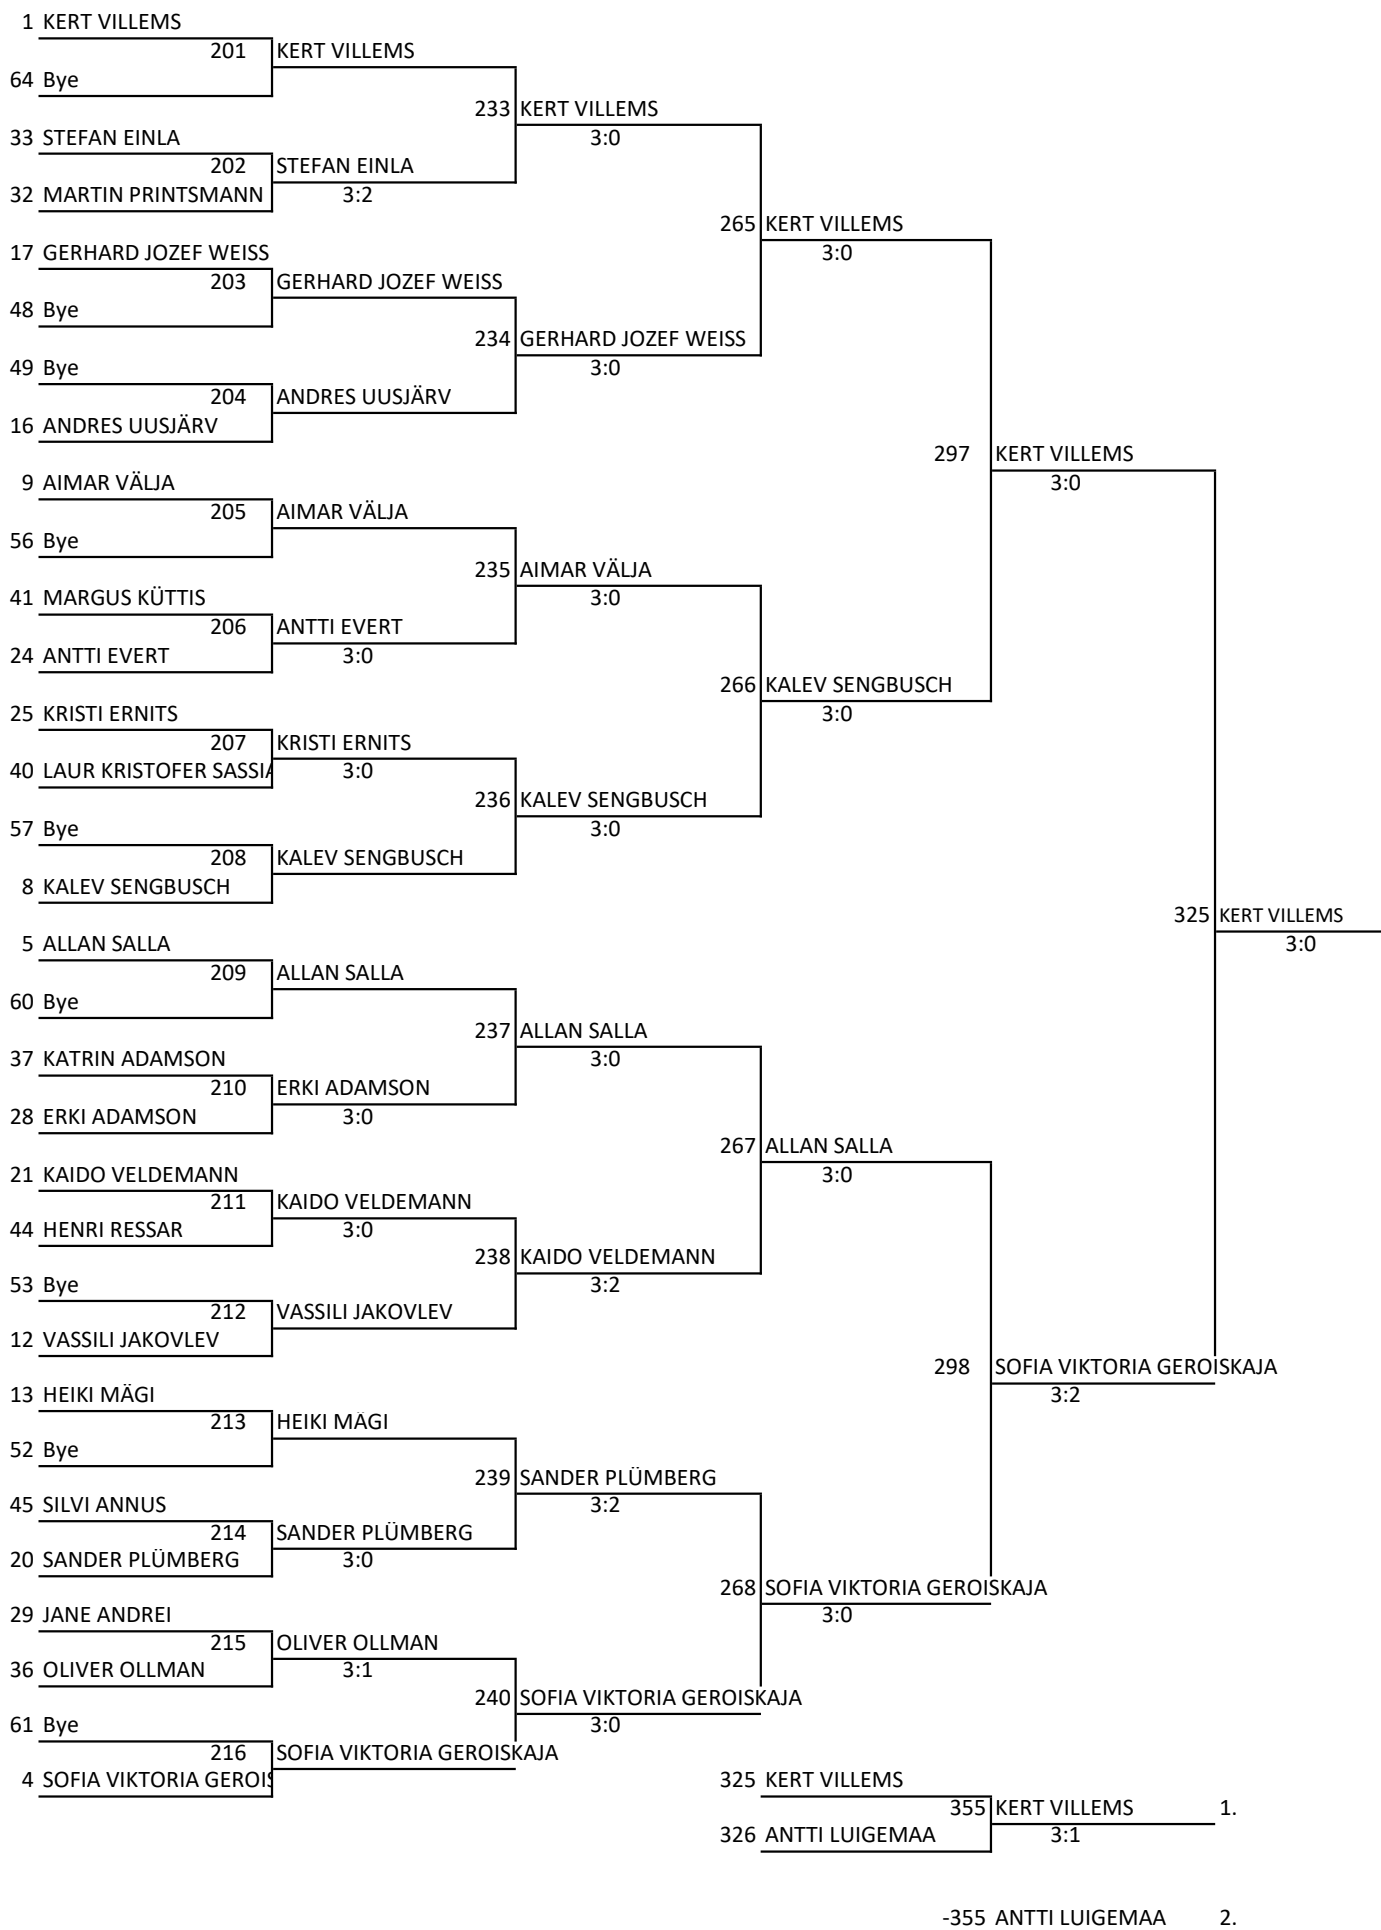 1 KERT VILLEMS
201 KERT VILLEMS
64 Bye
233 KERT VILLEMS
3:0
33 STEFAN EINLA
202 STEFAN EINLA
32 MARTIN PRINTSMANN 3:2
265 KERT VILLEMS
3:0
17 GERHARD JOZEF WEISS
203 GERHARD JOZEF WEISS
48 Bye
234 GERHARD JOZEF WEISS
3:0
49 Bye
204 ANDRES UUSJÄRV
16 ANDRES UUSJÄRV
297 KERT VILLEMS
3:0
9 AIMAR VÄLJA
205 AIMAR VÄLJA
56 Bye
235 AIMAR VÄLJA
3:0
41 MARGUS KÜTTIS
206 ANTTI EVERT
24 ANTTI EVERT 3:0
266 KALEV SENGBUSCH
3:0
25 KRISTI ERNITS
207 KRISTI ERNITS
40 LAUR KRISTOFER SASSIA 3:0
236 KALEV SENGBUSCH
3:0
57 Bye
208 KALEV SENGBUSCH
8 KALEV SENGBUSCH
325 KERT VILLEMS
3:0
5 ALLAN SALLA
209 ALLAN SALLA
60 Bye
237 ALLAN SALLA
3:0
37 KATRIN ADAMSON
210 ERKI ADAMSON
28 ERKI ADAMSON 3:0
267 ALLAN SALLA
3:0
21 KAIDO VELDEMANN
211 KAIDO VELDEMANN
44 HENRI RESSAR 3:0
238 KAIDO VELDEMANN
3:2
53 Bye
212 VASSILI JAKOVLEV
12 VASSILI JAKOVLEV
298 SOFIA VIKTORIA GEROISKAJA
3:2
13 HEIKI MÄGI
213 HEIKI MÄGI
52 Bye
239 SANDER PLÜMBERG
3:2
45 SILVI ANNUS
214 SANDER PLÜMBERG
20 SANDER PLÜMBERG 3:0
268 SOFIA VIKTORIA GEROISKAJA
3:0
29 JANE ANDREI
215 OLIVER OLLMAN
36 OLIVER OLLMAN 3:1
240 SOFIA VIKTORIA GEROISKAJA
3:0
61 Bye
216 SOFIA VIKTORIA GEROISKAJA
4 SOFIA VIKTORIA GEROIS
325 KERT VILLEMS
355 KERT VILLEMS 1.
326 ANTTI LUIGEMAA 3:1
-355 ANTTI LUIGEMAA 2.